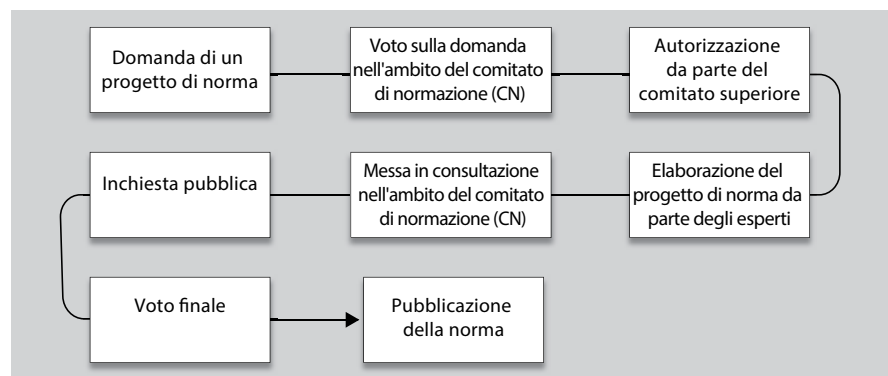 Domanda di un
progetto di norma
Voto sulla domanda
nell'ambito del comitato
di normazione (CN)
Autorizzazione
da parte del
comitato superiore
Inchiesta pubblica
Messa in consultazione
nell'ambito del comitato
di normazione (CN)
Elaborazione del
progetto di norma da
parte degli esperti
Voto finale
Pubblicazione
della norma